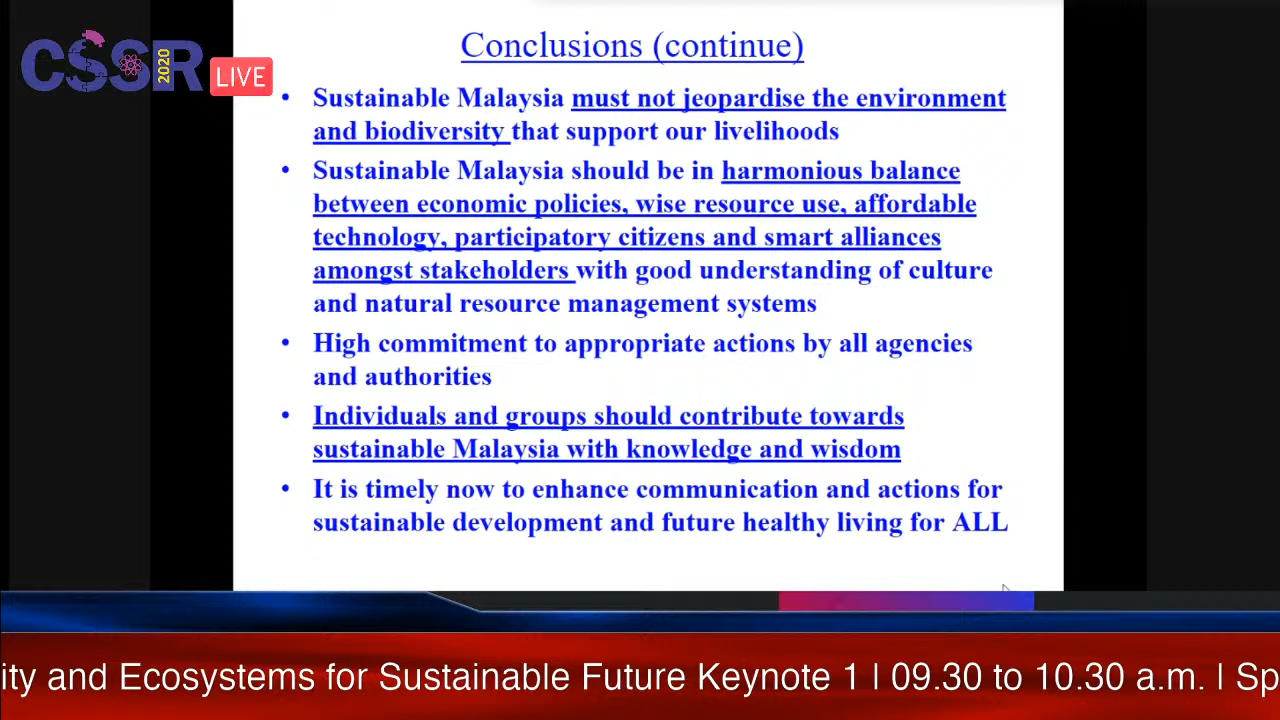 CSSR 2020
LIVE
Conclusions (continue)
• Sustainable Malaysia must not jeopardise the environment
and biodiversity that support our livelihoods
• Sustainable Malaysia should be in harmonious balance
between economic policies, wise resource use, affordable
technology, participatory citizens and smart alliances
amongst stakeholders with good understanding of culture
and natural resource management systems
• High commitment to appropriate actions by all agencies
and authorities
• Individuals and groups should contribute towards
sustainable Malaysia with knowledge and wisdom
• It is timely now to enhance communication and actions for
sustainable development and future healthy living for ALL
ity and Ecosystems for Sustainable Future Keynote 1 | 09.30 to 10.30 a.m. | Sp